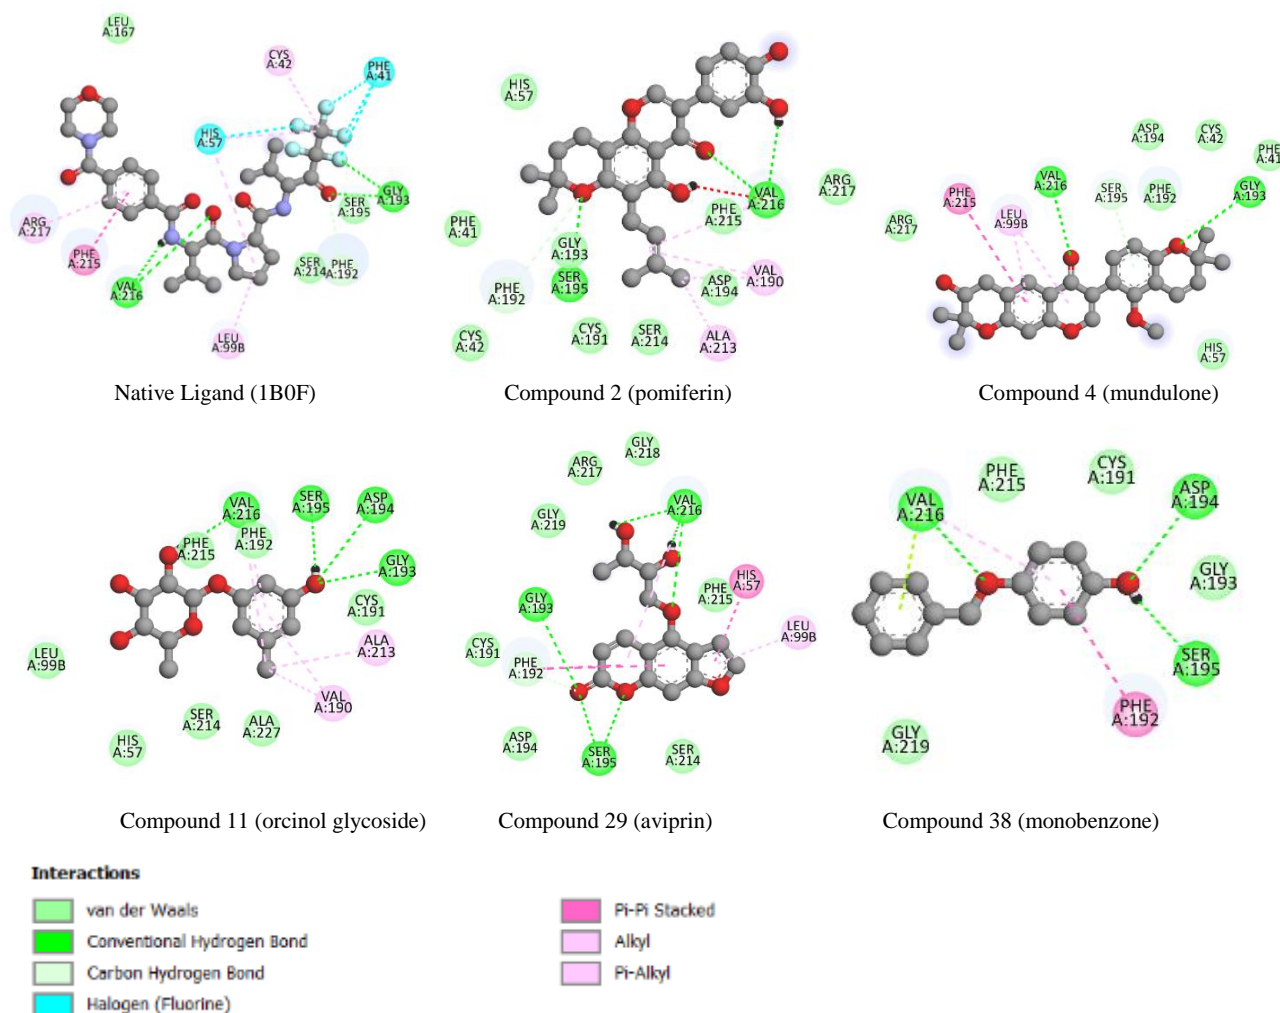 LEU
A:167
CYS
A:42
PHE
A:41
HIS
A:57
GLY
A:193
SER
A:195
ARG
A:217
PHE
A:215
SER
A:214
PHE
A:192
VAL
A:216
LEU
A:99B
Native Ligand (1B0F)
HIS
A:57
VAL
A:216
ARG
A:217
PHE
A:215
PHE
A:41
GLY
A:193
SER
A:195
ASP
A:194
VAL
A:190
PHE
A:192
CYS
A:42
CYS
A:191
SER
A:214
ALA
A:213
Compound 2 (pomiferin)
ASP
A:194
CYS
A:42
PHE
A:41
VAL
A:216
PHE
A:215
LEU
A:99B
SER
A:195
PHE
A:192
GLY
A:193
ARG
A:217
HIS
A:57
Compound 4 (mundulone)
VAL
A:216
SER
A:195
ASP
A:194
PHE
A:215
PHE
A:192
GLY
A:193
CYS
A:191
ALA
A:213
LEU
A:99B
VAL
A:190
SER
A:214
ALA
A:227
HIS
A:57
Compound 11 (orcinol glycoside)
GLY
A:218
ARG
A:217
VAL
A:216
GLY
A:219
GLY
A:193
PHE
A:215
HIS
A:57
LEU
A:99B
CYS
A:191
PHE
A:192
ASP
A:194
SER
A:195
SER
A:214
Compound 29 (aviprin)
PHE
A:215
CYS
A:191
VAL
A:216
ASP
A:194
GLY
A:193
SER
A:195
PHE
A:192
GLY
A:219
Compound 38 (monobenzone)
Interactions
van der Waals
Conventional Hydrogen Bond
Carbon Hydrogen Bond
Halogen (Fluorine)
Pi-Pi Stacked
Alkyl
Pi-Alkyl